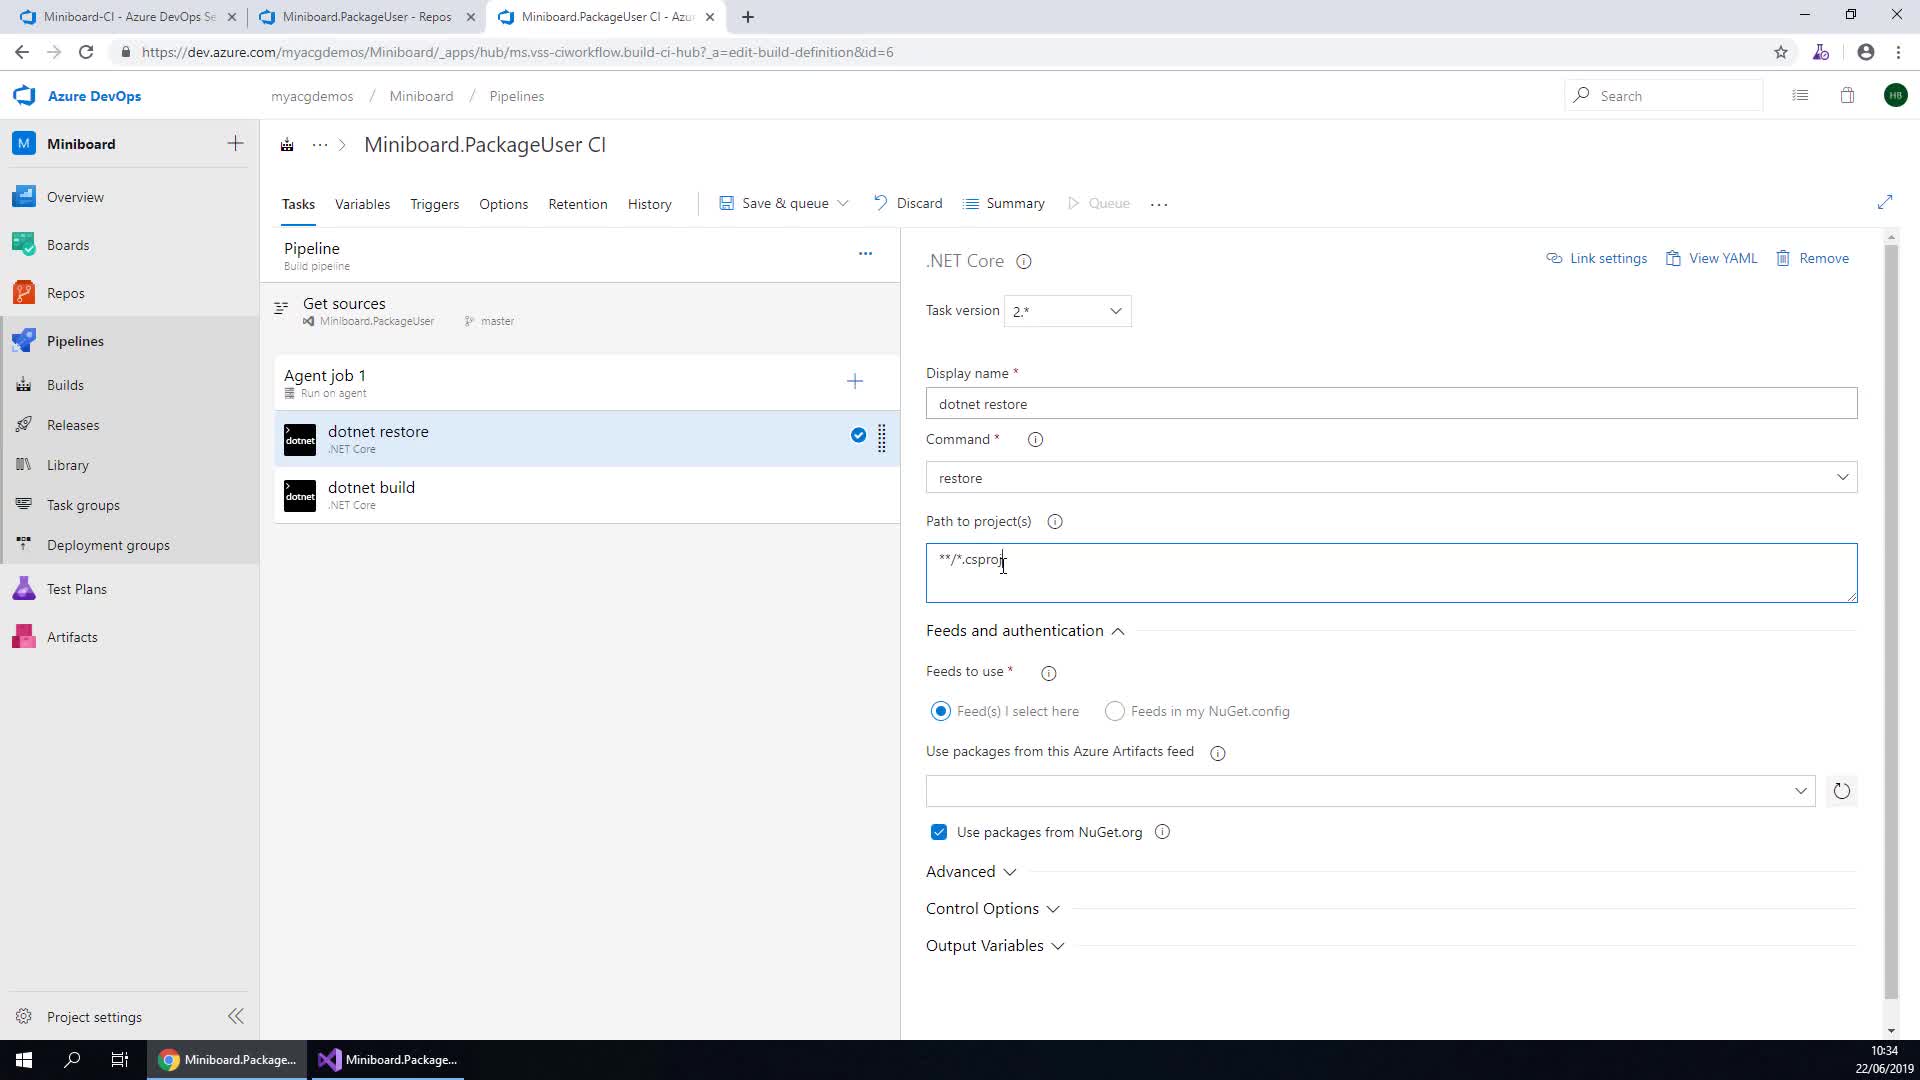 Miniboard-CI - Azure DevOps Se
Miniboard.PackageUser - Repos
Miniboard.PackageUser CI - Azu
https://dev.azure.com/myacgdemos/Miniboard/_apps/hub/ms.vss-ciworkflow.build-ci-hub?_a=edit-build-definition&id=6
Azure DevOps
myacgdemos / Miniboard / Pipelines
Search
HB
M Miniboard
Overview
Boards
Repos
Pipelines
Builds
Releases
Library
Task groups
Deployment groups
Test Plans
Artifacts
Project settings
... > Miniboard.PackageUser CI
Tasks Variables Triggers Options Retention History Save & queue Discard Summary Queue ...
Pipeline
Build pipeline
Get sources
Miniboard.PackageUser master
Agent job 1
Run on agent
dotnet
dotnet restore
.NET Core
dotnet
dotnet build
.NET Core
.NET Core
Link settings View YAML Remove
Task version 2.*
Display name *
dotnet restore
Command *
restore
Path to project(s)
**/*.csproj
Feeds and authentication
Feeds to use *
Feed(s) I select here Feeds in my NuGet.config
Use packages from this Azure Artifacts feed
Use packages from NuGet.org
Advanced
Control Options
Output Variables
Miniboard.Package...
Miniboard.Package...
10:34
22/06/2019